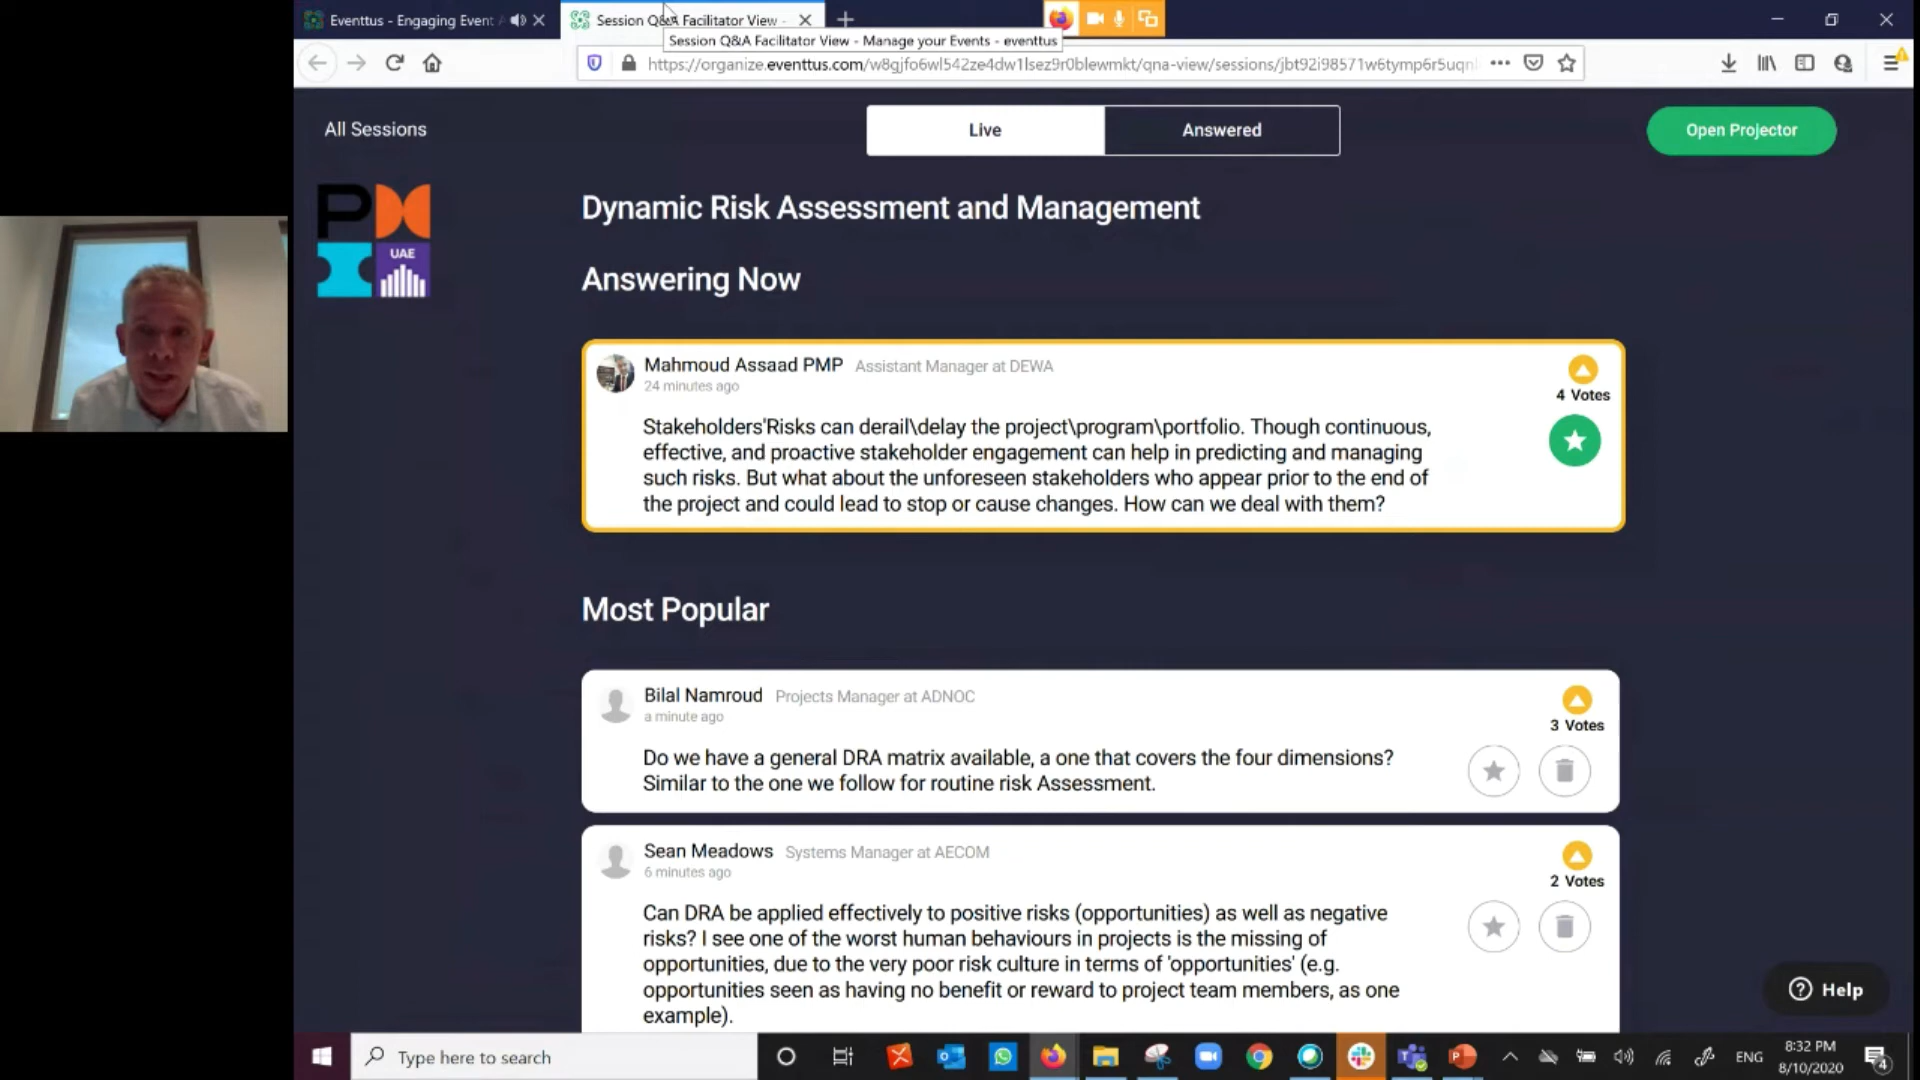 Eventtus - Engaging Event
Session Q&A Facilitator View -
Session Q&A Facilitator View - Manage your Events - eventtus
https://organize.eventtus.com/w8gjfo6wl542ze4dw1lsez9r0blewmkt/qna-view/sessions/jbt92i98571w6tymp6r5uqn
All Sessions
Live
Answered
Open Projector
PM
UAE
Dynamic Risk Assessment and Management
Answering Now
Mahmoud Assaad PMP Assistant Manager at DEWA
24 minutes ago
4 Votes
Stakeholders'Risks can derail\delay the project\program\portfolio. Though continuous,
effective, and proactive stakeholder engagement can help in predicting and managing
such risks. But what about the unforeseen stakeholders who appear prior to the end of
the project and could lead to stop or cause changes. How can we deal with them?
Most Popular
Bilal Namroud Projects Manager at ADNOC
a minute ago
3 Votes
Do we have a general DRA matrix available, a one that covers the four dimensions?
Similar to the one we follow for routine risk Assessment.
Sean Meadows Systems Manager at AECOM
6 minutes ago
2 Votes
Can DRA be applied effectively to positive risks (opportunities) as well as negative
risks? I see one of the worst human behaviours in projects is the missing of
opportunities, due to the very poor risk culture in terms of 'opportunities' (e.g.
opportunities seen as having no benefit or reward to project team members, as one
example).
Help
Type here to search
ENG
8:32 PM
8/10/2020
4